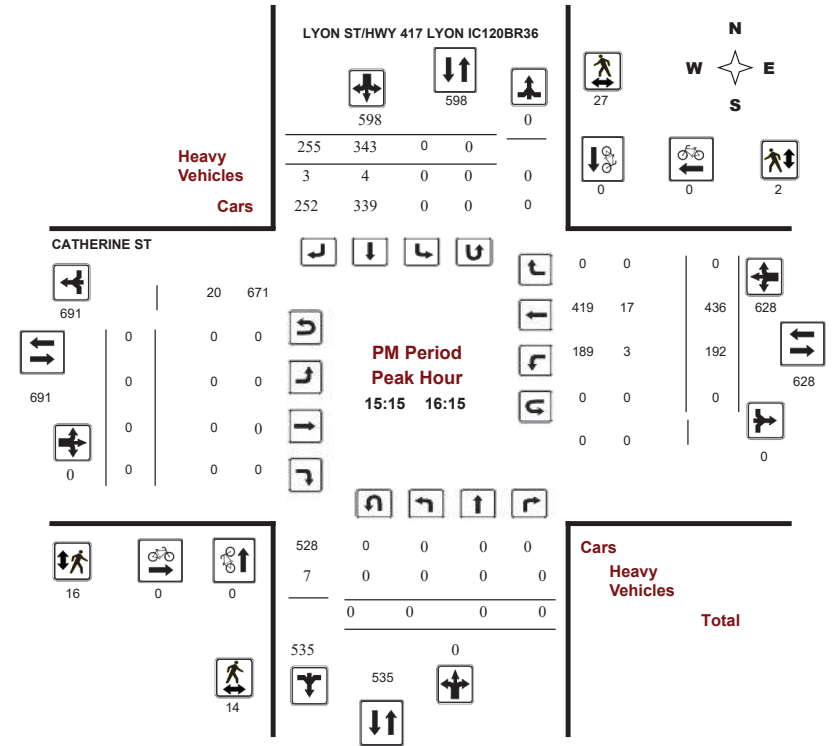 LYON ST/HWY 417 LYON IC120BR36
N
W E
S
598
27
598 0
255 343 0 0
Heavy
Vehicles
3 4 0 0 0
Cars 252 339 0 0 0
0 0 2
CATHERINE ST
691
20 671
0 0 0
0 0 0
0 0 0
0 0 0
691
0
PM Period
Peak Hour
15:15 16:15
0 0 0
419 17 436 628
189 3 192
0 0 0
0 0
628
0
528 0 0 0 0
7 0 0 0 0
0 0 0 0
Cars
Heavy
Vehicles
Total
16 0 0
535 0
535
14